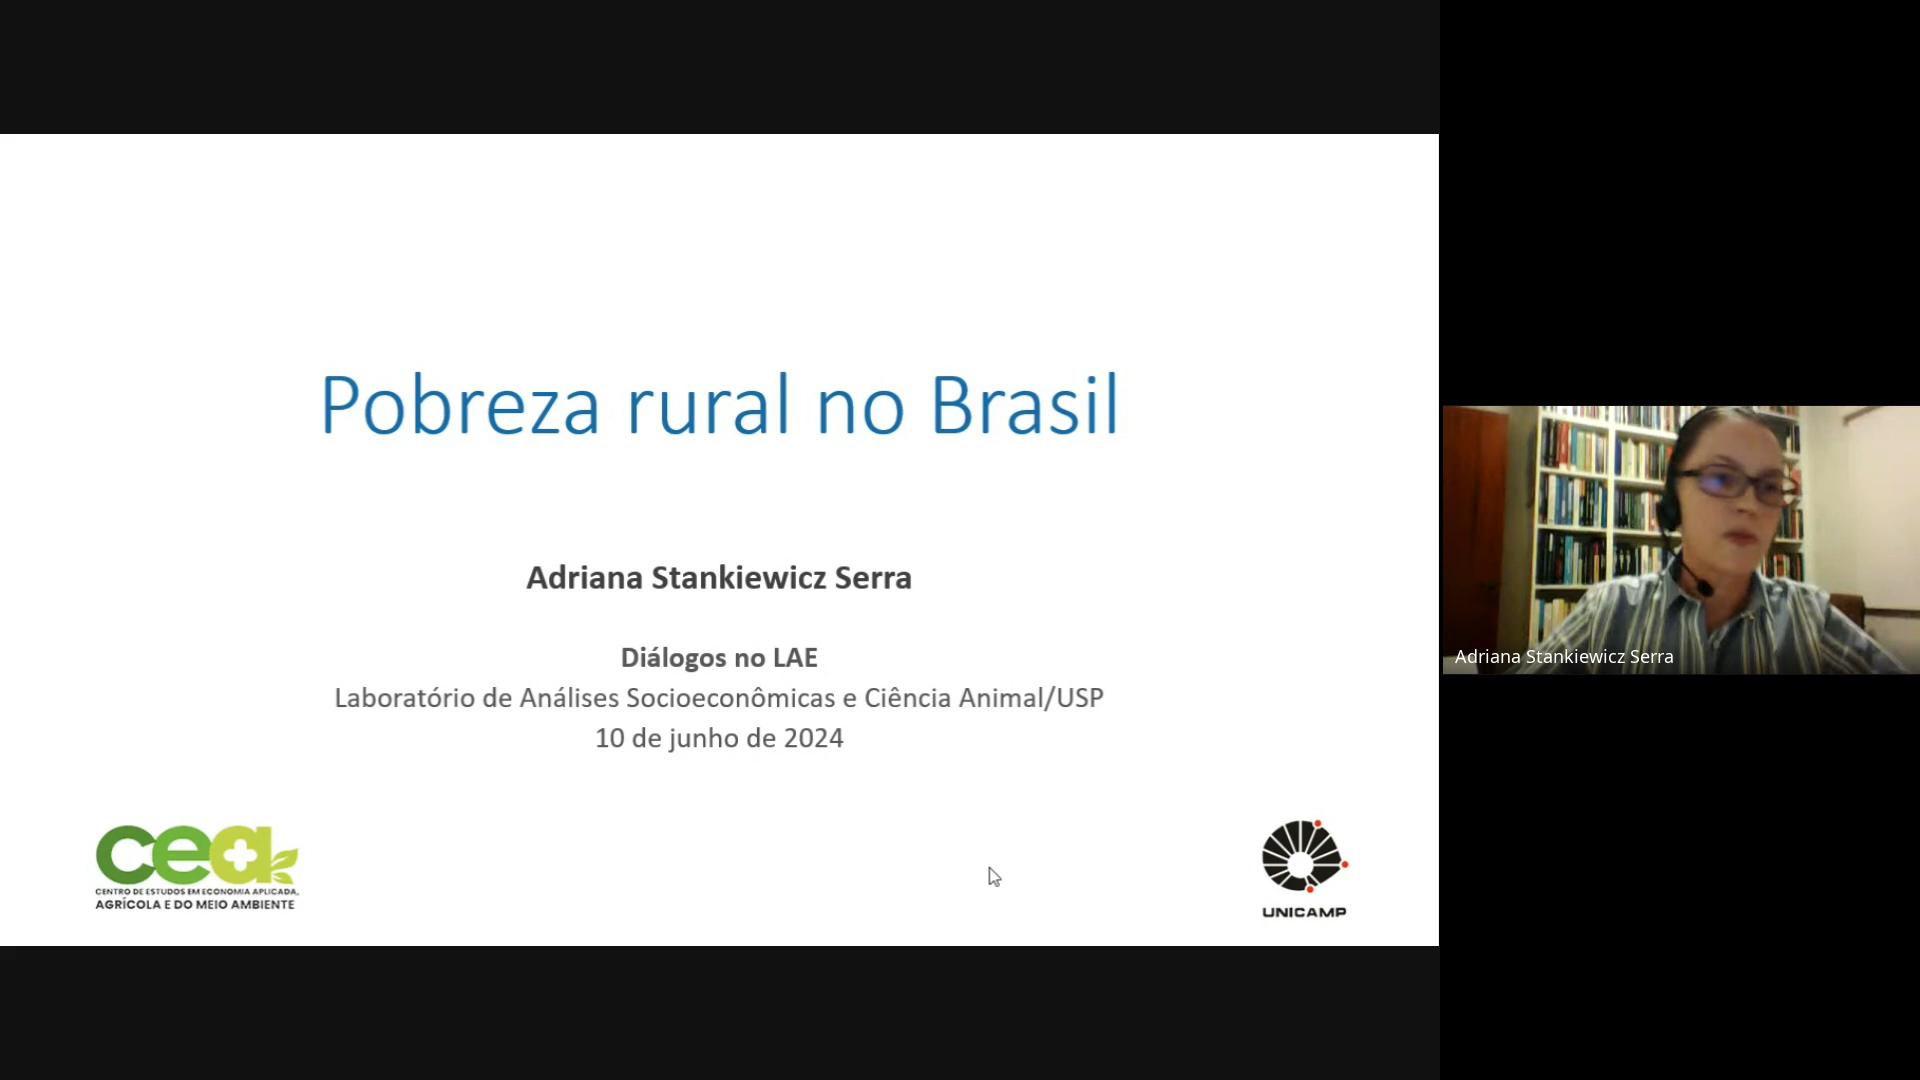 Pobreza rural no Brasil
Adriana Stankiewicz Serra
Diálogos no LAE
Laboratório de Análises Socioeconômicas e Ciência Animal/USP
10 de junho de 2024
cea
CENTRO DE ESTUDOS EM ECONOMIA APLICADA,
AGRÍCOLA E DO MEIO AMBIENTE
UNICAMP
Adriana Stankiewicz Serra